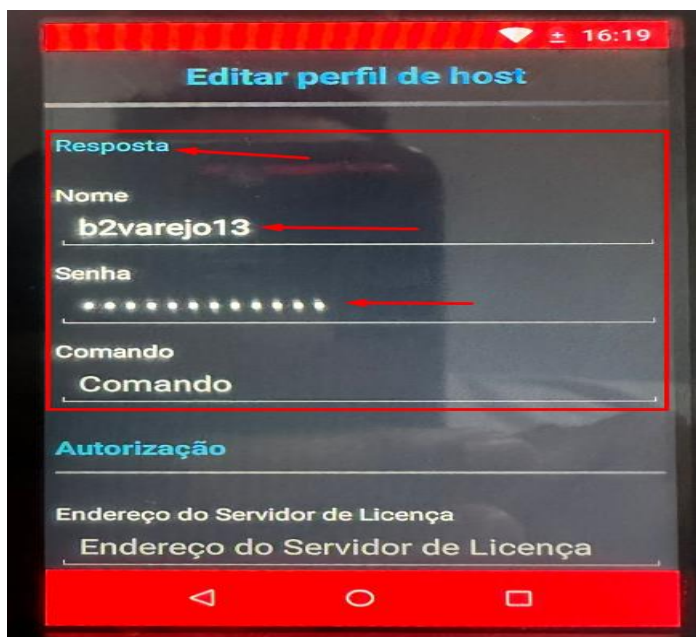 ± 16:19
Editar perfil de host
Resposta
Nome
b2varejo13
Senha
••••••••••••
Comando
Comando
Autorização
Endereço do Servidor de Licença
Endereço do Servidor de Licença